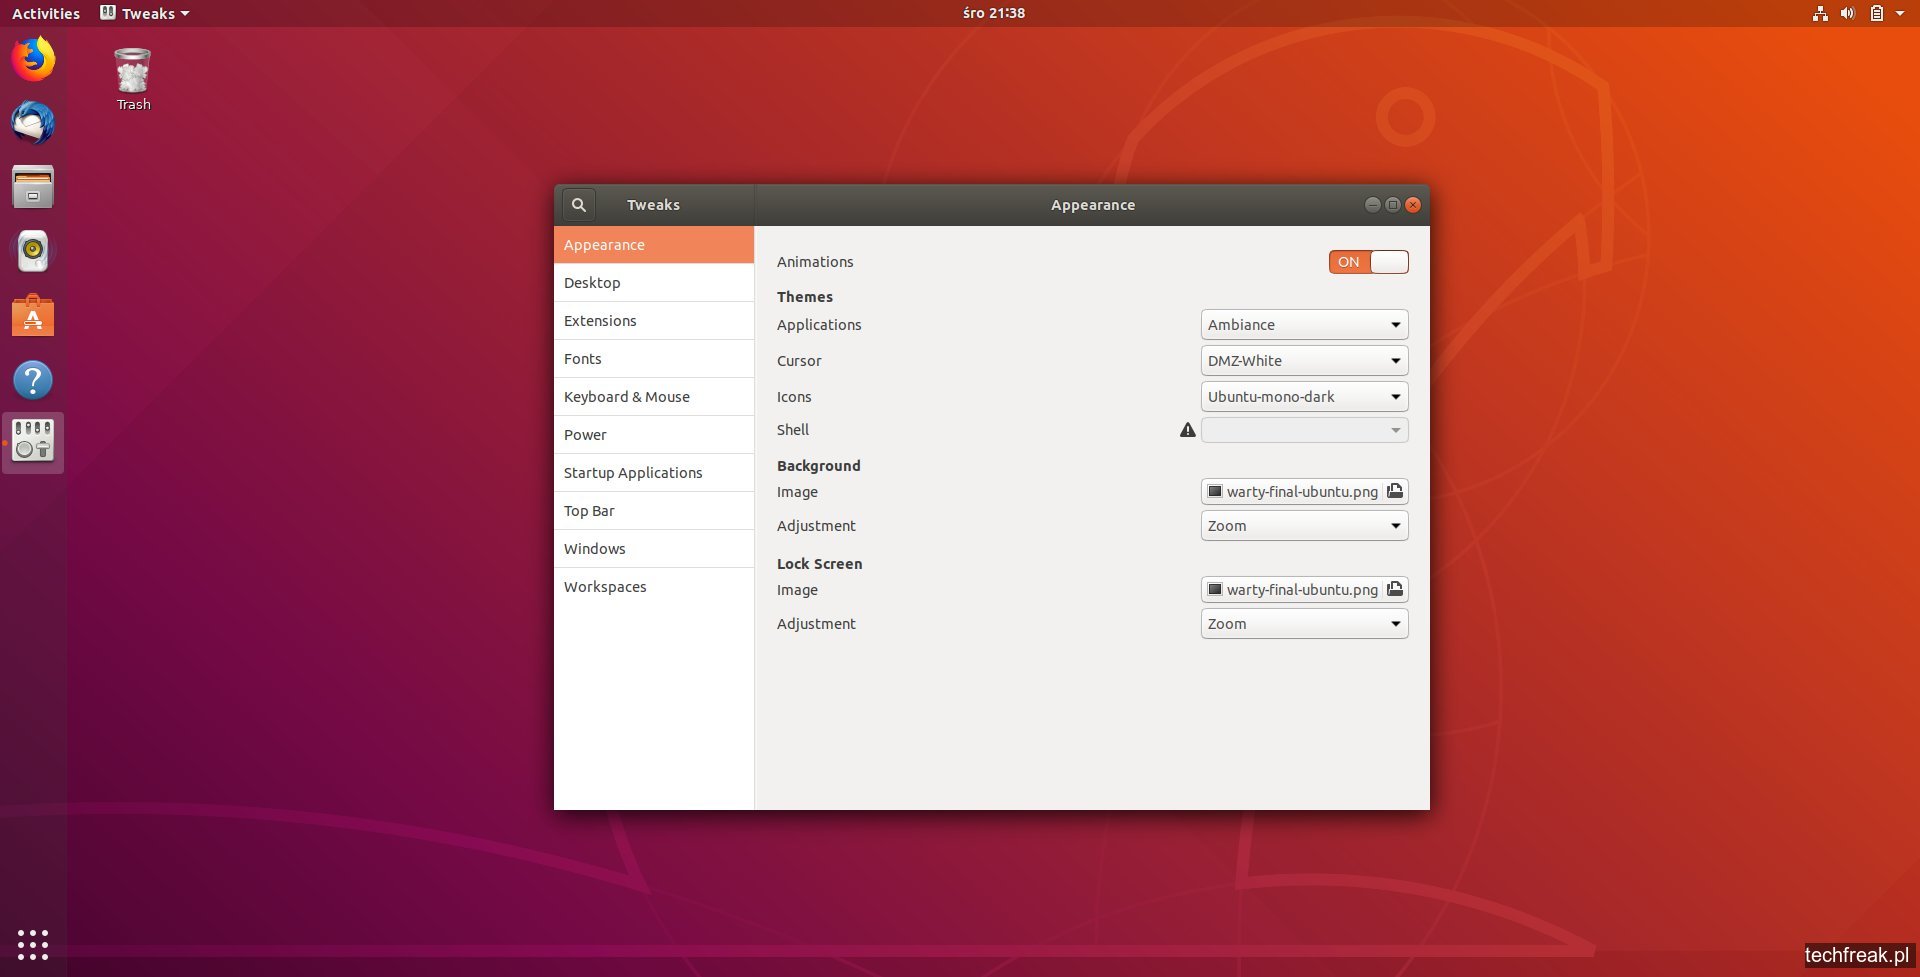 Activities Tweaks śro 21:38
Trash
Tweaks Appearance
Appearance
Desktop
Extensions
Fonts
Keyboard & Mouse
Power
Startup Applications
Top Bar
Windows
Workspaces
Animations ON
Themes
Applications Ambiance
Cursor DMZ-White
Icons Ubuntu-mono-dark
Shell
Background
Image warty-final-ubuntu.png
Adjustment Zoom
Lock Screen
Image warty-final-ubuntu.png
Adjustment Zoom
techfreak.pl